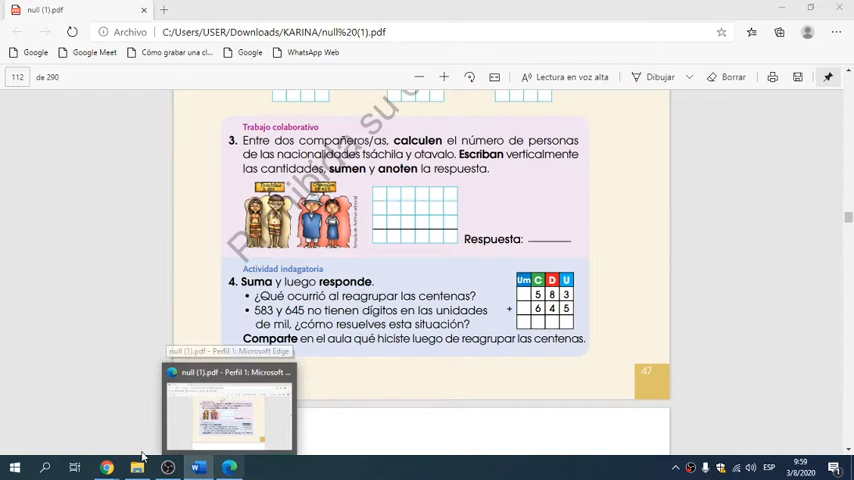 null (1).pdf
Archivo
C:/Users/USER/Downloads/KARINA/null%20(1).pdf
Google
Google Meet
Cómo grabar una cl...
Google
WhatsApp Web
112
de 290
Lectura en voz alta
Dibujar
Borrar
Trabajo colaborativo
3. Entre dos compañeros/as, calculen el número de personas
de las nacionalidades tsáchila y otavalo. Escriban verticalmente
las cantidades, sumen y anoten la respuesta.
Respuesta:
Actividad indagatoria
4. Suma y luego responde.
• ¿Qué ocurrió al reagrupar las centenas?
• 583 y 645 no tienen dígitos en las unidades
de mil, ¿cómo resuelves esta situación?
Comparte en el aula qué hiciste luego de reagrupar las centenas.
Um C D U
5 8 3
+ 6 4 5
47
null (1).pdf - Perfil 1: Microsoft Edge
null (1).pdf - Perfil 1: Microsoft ...
ESP
9:59
3/8/2020